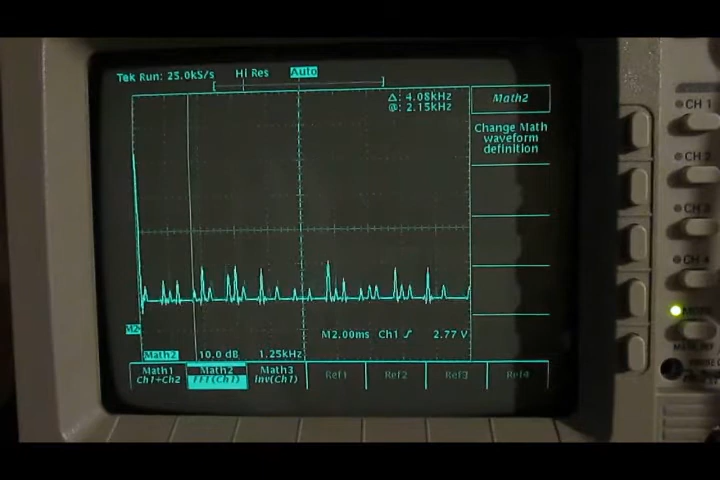 Tek Run: 25.0kS/s Hi Res Auto
Δ: 4.08kHz
@: 2.15kHz
Math2
Change Math
waveform
definition
CH 1
CH 2
CH 3
CH 4
M2
M2.00ms Ch1 ƒ 2.77 V
Math2 10.0 dB 1.25kHz
Math1 Math2 Math3 Ref1 Ref2 Ref3 Ref4
Ch1+Ch2 FFT(Ch1) Inv(Ch1)